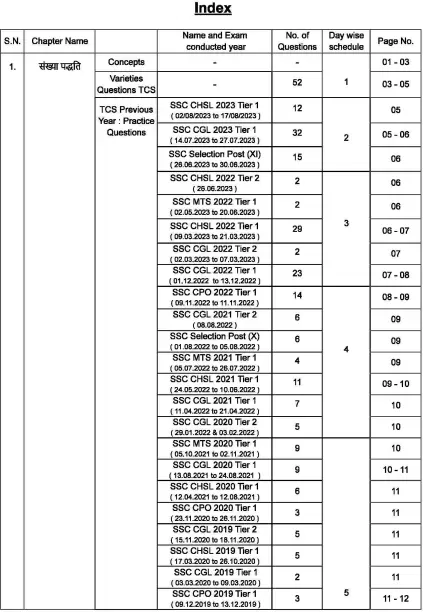 Index
S.N. Chapter Name Name and Exam conducted year No. of Questions Day wise schedule Page No.
1. संख्या पद्धति Concepts - - 1 01 - 03
Varieties Questions TCS - 52 03 - 05
TCS Previous Year : Practice Questions
SSC CHSL 2023 Tier 1 12 2 05
( 02/08/2023 to 17/08/2023 )
SSC CGL 2023 Tier 1 32 05 - 06
( 14.07.2023 to 27.07.2023 )
SSC Selection Post (XI) 15 06
( 26.06.2023 to 30.06.2023 )
SSC CHSL 2022 Tier 2 2 3 06
( 26.06.2023 )
SSC MTS 2022 Tier 1 2 06
( 02.05.2023 to 20.06.2023 )
SSC CHSL 2022 Tier 1 29 06 - 07
( 09.03.2023 to 21.03.2023 )
SSC CGL 2022 Tier 2 2 07
( 02.03.2023 to 07.03.2023 )
SSC CGL 2022 Tier 1 23 07 - 08
( 01.12.2022 to 13.12.2022 )
SSC CPO 2022 Tier 1 14 4 08 - 09
( 09.11.2022 to 11.11.2022 )
SSC CGL 2021 Tier 2 6 09
( 08.08.2022 )
SSC Selection Post (X) 6 09
( 01.08.2022 to 05.08.2022 )
SSC MTS 2021 Tier 1 4 09
( 05.07.2022 to 26.07.2022 )
SSC CHSL 2021 Tier 1 11 09 - 10
( 24.05.2022 to 10.06.2022 )
SSC CGL 2021 Tier 1 7 10
( 11.04.2022 to 21.04.2022 )
SSC CGL 2020 Tier 2 5 10
( 29.01.2022 & 03.02.2022 )
SSC MTS 2020 Tier 1 9 5 10
( 05.10.2021 to 02.11.2021 )
SSC CGL 2020 Tier 1 9 10 - 11
( 13.08.2021 to 24.08.2021 )
SSC CHSL 2020 Tier 1 6 11
( 12.04.2021 to 12.08.2021 )
SSC CPO 2020 Tier 1 3 11
( 23.11.2020 to 26.11.2020 )
SSC CGL 2019 Tier 2 5 11
( 15.11.2020 to 18.11.2020 )
SSC CHSL 2019 Tier 1 5 11
( 17.03.2020 to 26.10.2020 )
SSC CGL 2019 Tier 1 2 11
( 03.03.2020 to 09.03.2020 )
SSC CPO 2019 Tier 1 3 11 - 12
( 09.12.2019 to 13.12.2019 )